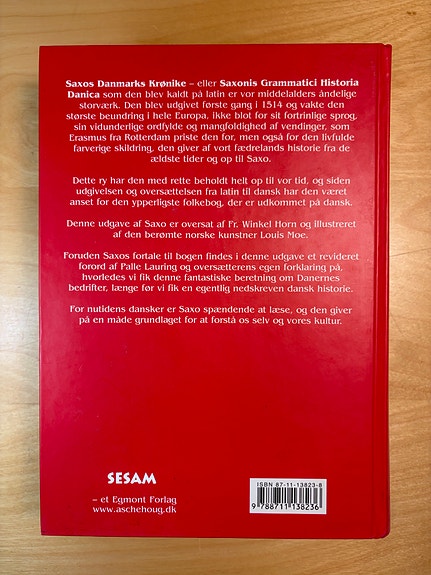 Saxos Danmarks Krønike – eller Saxonis Grammatici Historia
Danica som den blev kaldt på latin er vor middelalders åndelige
storværk. Den blev udgivet første gang i 1514 og vakte den
største beundring i hele Europa, ikke blot for sit fortrinlige sprog,
sin vidunderlige ordfylde og mangfoldighed af vendinger, som
Erasmus fra Rotterdam priste den for, men også for den livfulde
farverige skildring, den giver af vort fædrelands historie fra de
ældste tider og op til Saxo.
Dette ry har den med rette beholdt helt op til vor tid, og siden
udgivelsen og oversættelsen fra latin til dansk har den været
anset for den ypperligste folkebog, der er udkommet på dansk.
Denne udgave af Saxo er oversat af Fr. Winkel Horn og illustreret
af den berømte norske kunstner Louis Moe.
Foruden Saxos fortale til bogen findes i denne udgave et revideret
forord af Palle Lauring og oversætterens egen forklaring på,
hvorledes vi fik denne fantastiske beretning om Danernes
bedrifter, længe før vi fik en egentlig nedskreven dansk historie.
For nutidens dansker er Saxo spændende at læse, og den giver
på en måde grundlaget for at forstå os selv og vores kultur.
SESAM
– et Egmont Forlag
www.aschehoug.dk
ISBN 87-11-13823-8
9 788711 138236